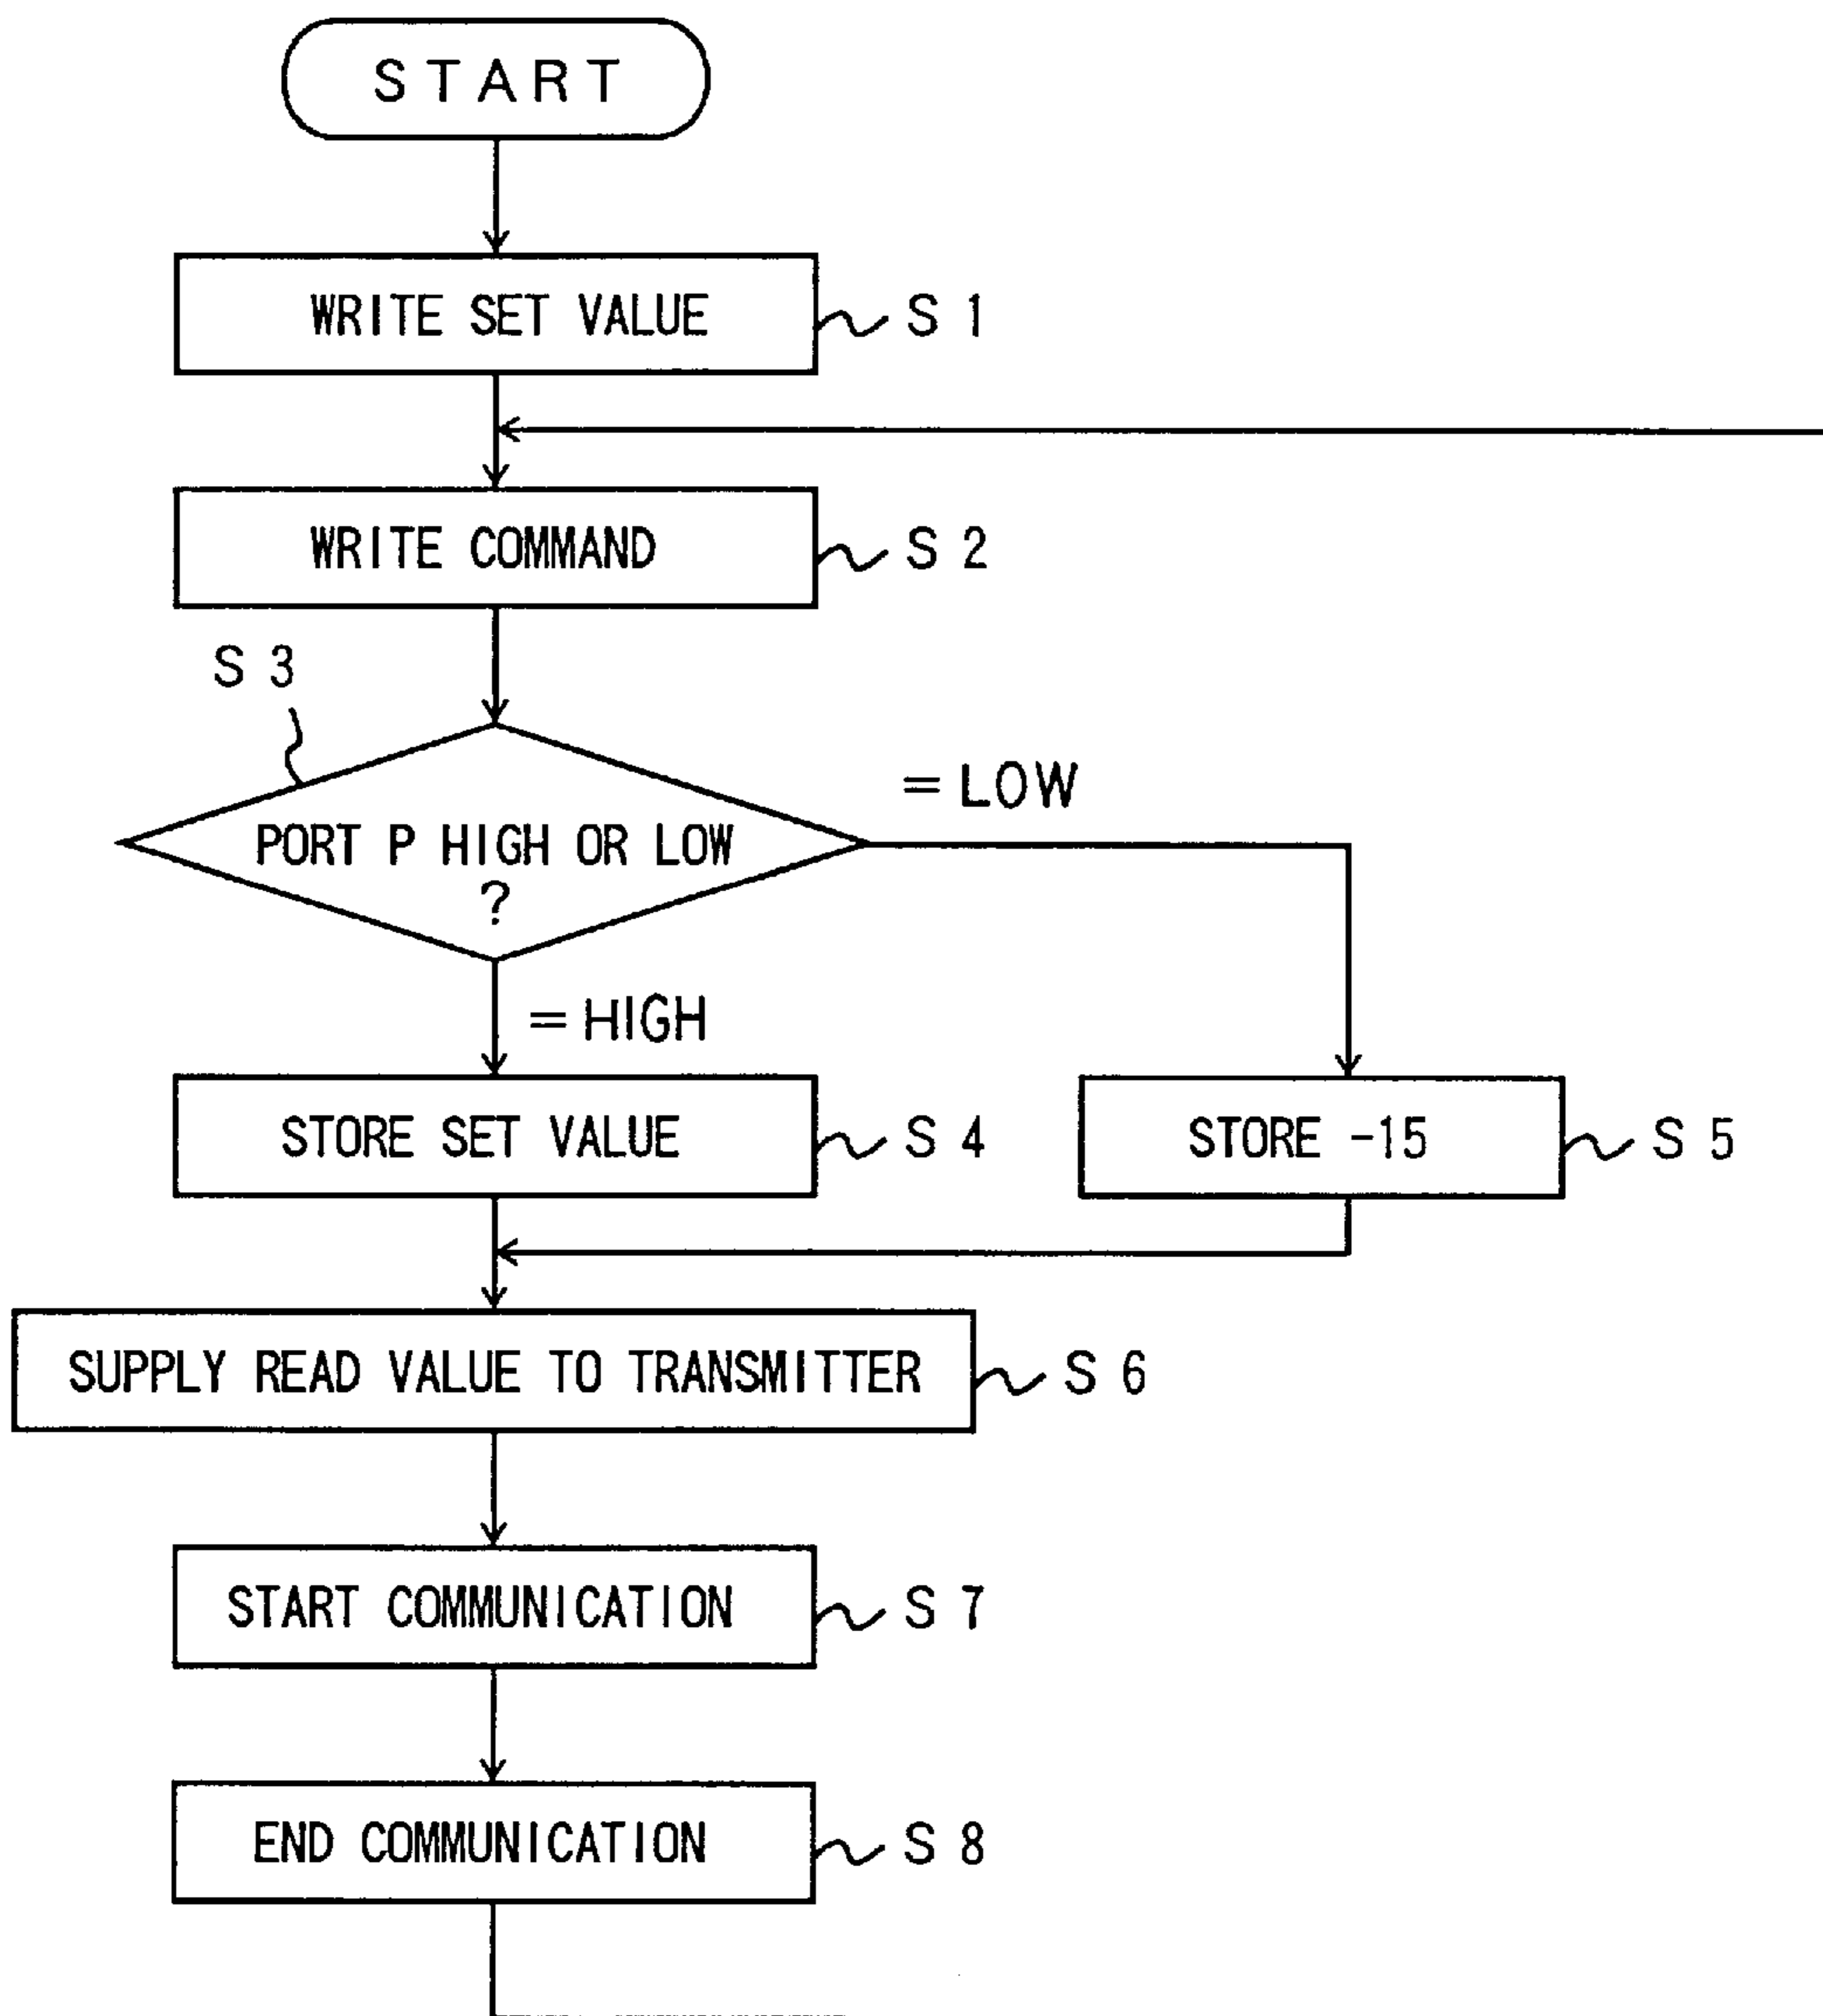 START
WRITE SET VALUE
S 1
WRITE COMMAND
S 2
S 3
=LOW
PORT P HIGH OR LOW
?
=HIGH
STORE SET VALUE
S 4
STORE -15
S 5
SUPPLY READ VALUE TO TRANSMITTER
S 6
START COMMUNICATION
S 7
END COMMUNICATION
S 8